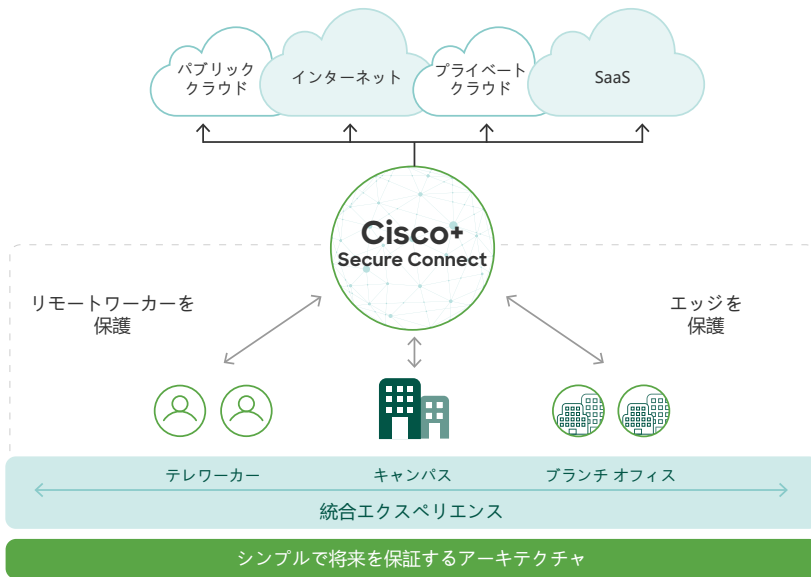 パブリック
クラウド
インターネット
プライベート
クラウド
SaaS
Cisco+
Secure Connect
リモートワーカーを
保護
エッジを
保護
テレワーカー
キャンパス
ブランチ オフィス
統合エクスペリエンス
シンプルで将来を保証するアーキテクチャ